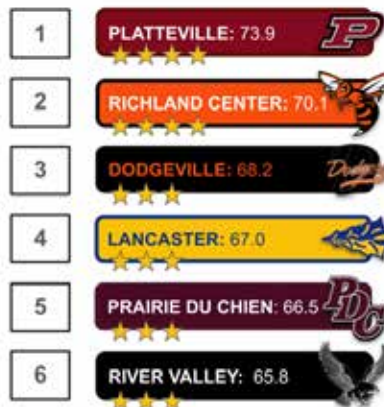 1
PLATTEVILLE: 73.9
P
2
RICHLAND CENTER: 70.1
3
DODGEVILLE: 68.2
4
LANCASTER: 67.0
5
PRAIRIE DU CHIEN: 66.5
PDC
6
RIVER VALLEY: 65.8